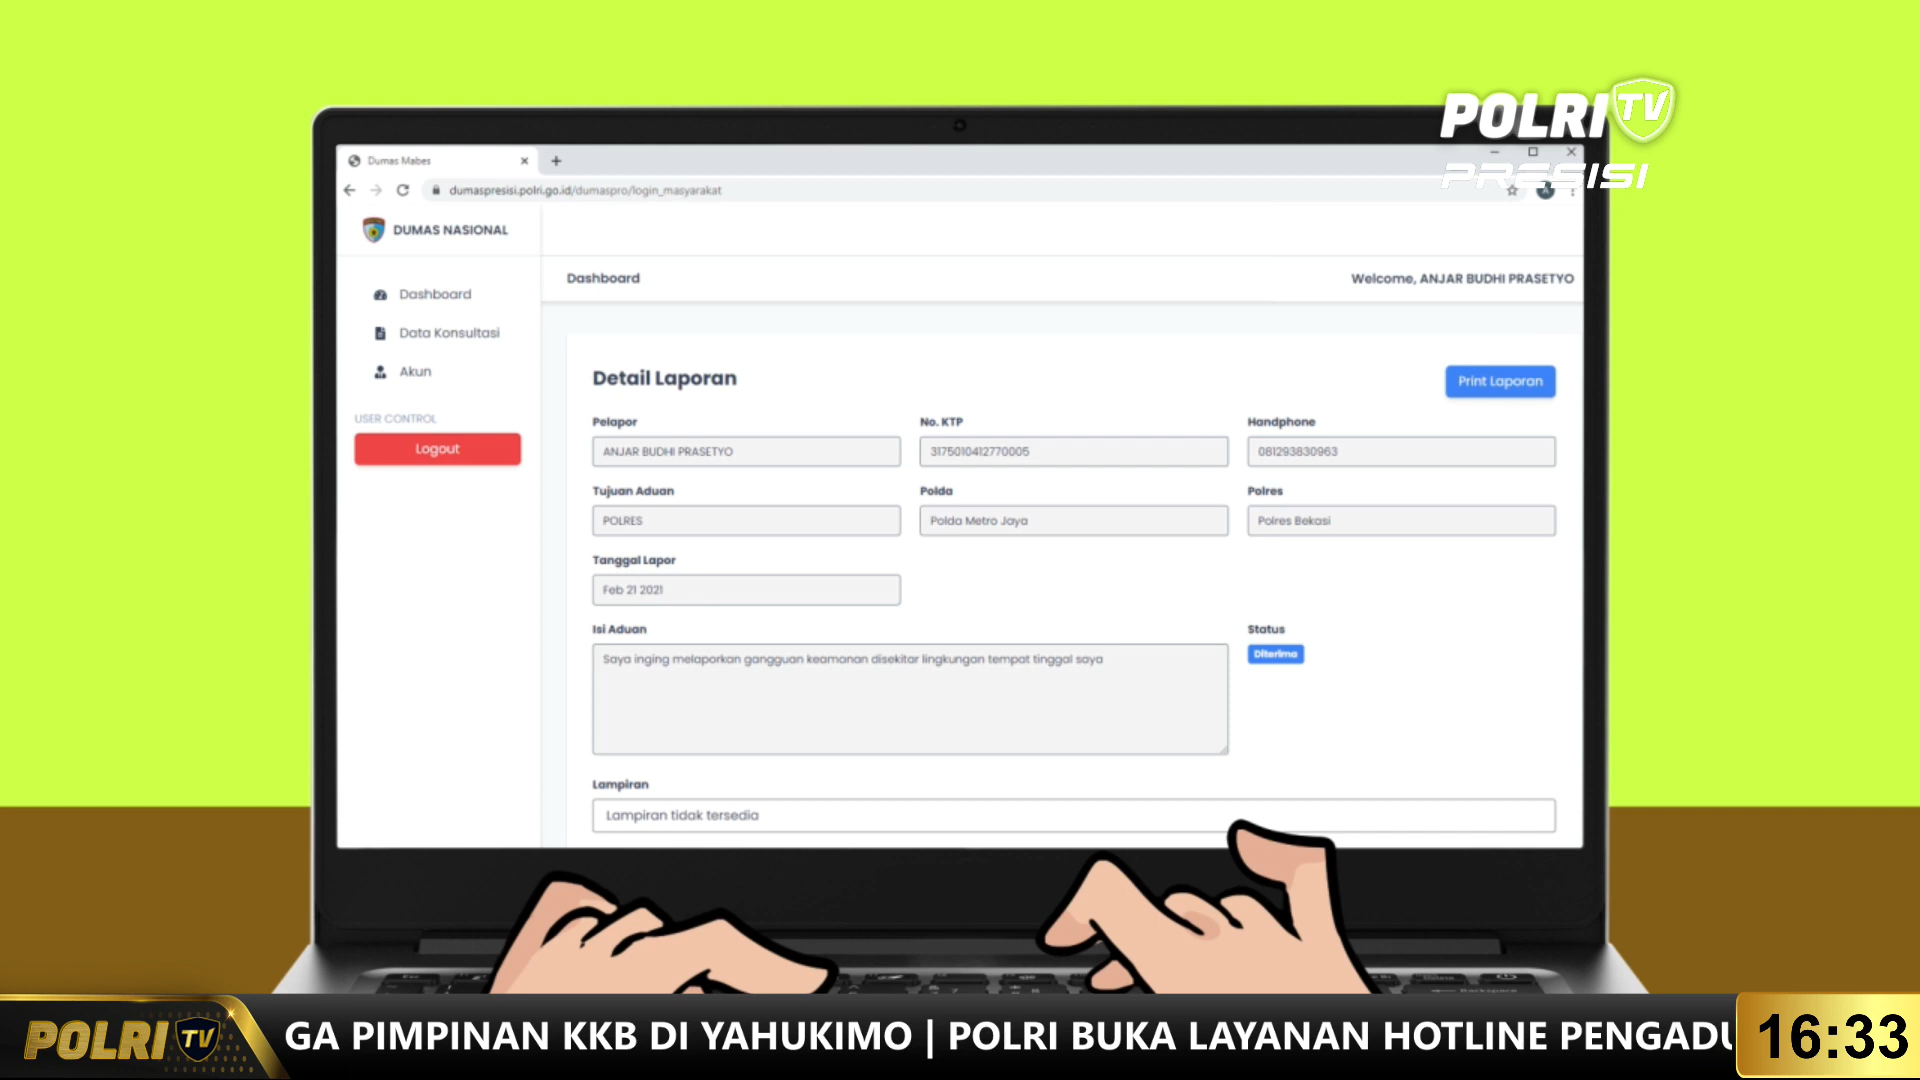 POLRI TV
PRESISI
Dumas Mabes
dumaspresisi.polri.go.id/dumaspro/login_masyarakat
DUMAS NASIONAL
Dashboard
Data Konsultasi
Akun
USER CONTROL
Logout
Dashboard
Welcome, ANJAR BUDHI PRASETYO
Detail Laporan
Print Laporan
Pelapor No. KTP Handphone
ANJAR BUDHI PRASETYO 3175010412770005 081293830963
Tujuan Aduan Polda Polres
POLRES Polda Metro Jaya Polres Bekasi
Tanggal Lapor
Feb 21 2021
Isi Aduan Status
Saya inging melaporkan gangguan keamanan disekitar lingkungan tempat tinggal saya
Diterima
Lampiran
Lampiran tidak tersedia
POLRI TV
GA PIMPINAN KKB DI YAHUKIMO | POLRI BUKA LAYANAN HOTLINE PENGADU
16:33